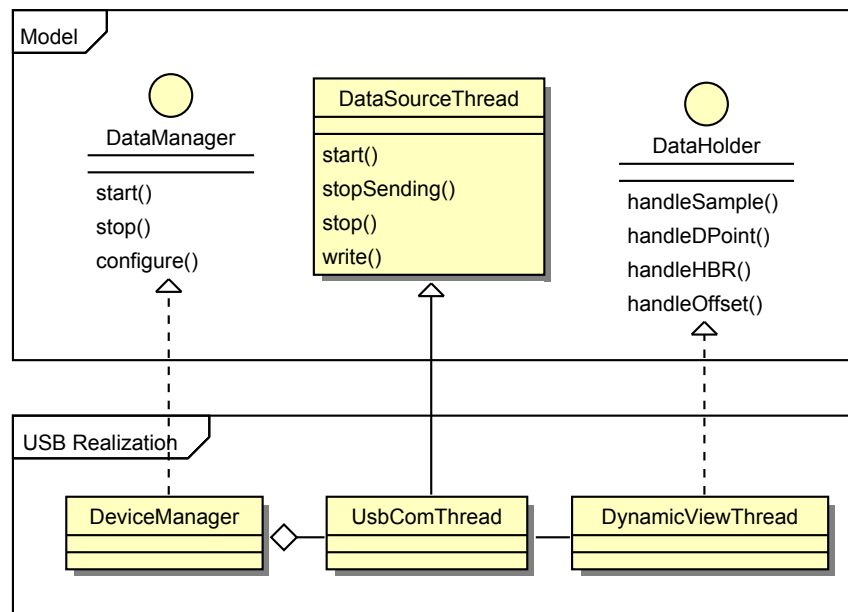 Model
DataManager
start()
stop()
configure()
DataSourceThread
start()
stopSending()
stop()
write()
DataHolder
handleSample()
handleDPoint()
handleHBR()
handleOffset()
USB Realization
DeviceManager
UsbComThread
DynamicViewThread